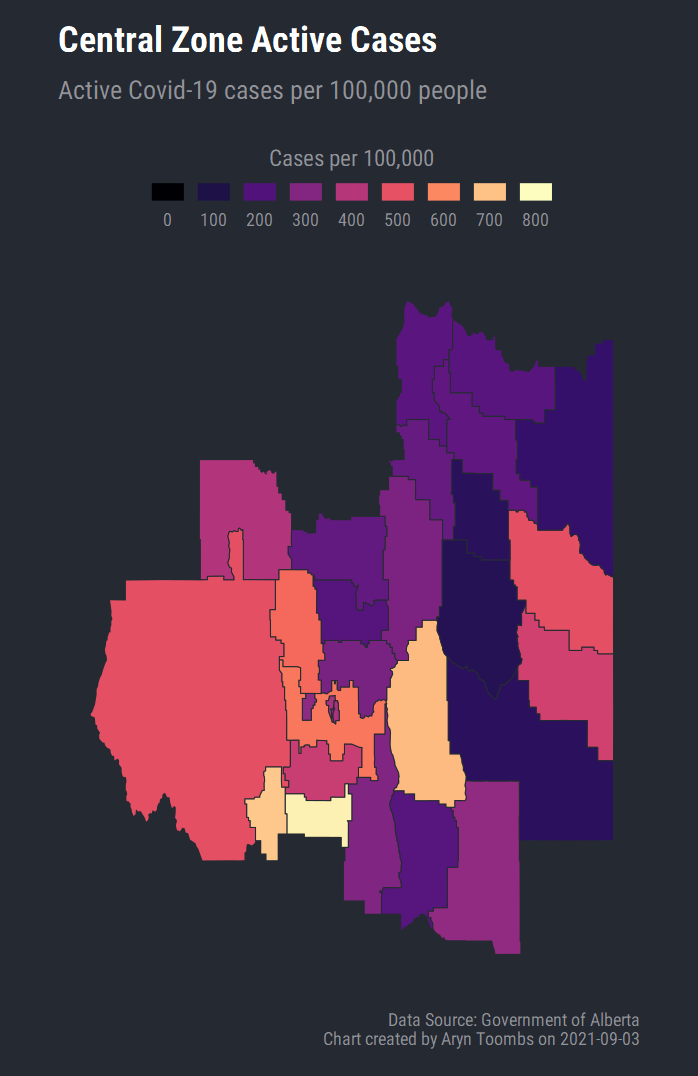 Central Zone Active Cases
Active Covid-19 cases per 100,000 people
Cases per 100,000
0 100 200 300 400 500 600 700 800
Data Source: Government of Alberta
Chart created by Aryn Toombs on 2021-09-03